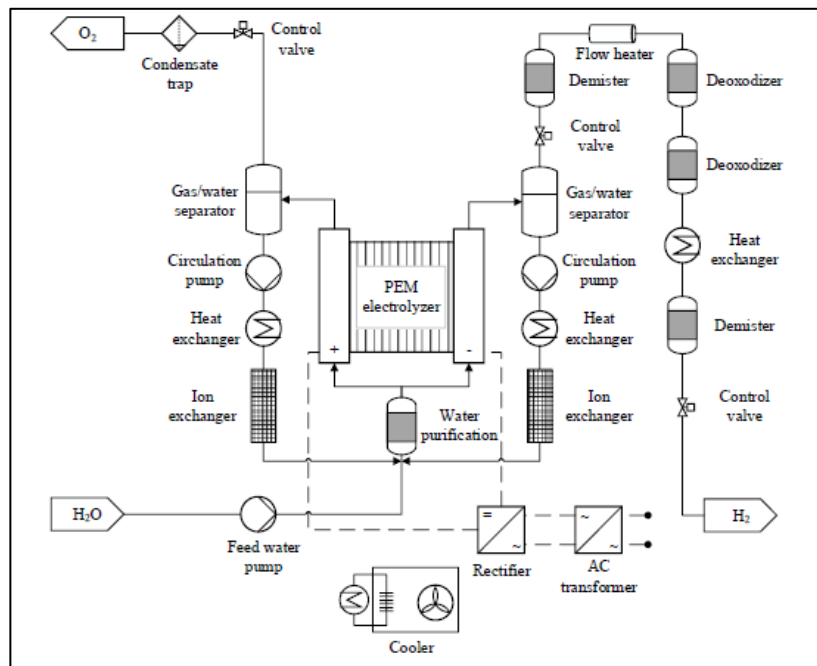 O2
Condensate
trap
Control
valve
Flow heater
Demister
Deoxodizer
Control
valve
Deoxodizer
Gas/water
separator
Gas/water
separator
Circulation
pump
PEM
electrolyzer
Circulation
pump
Heat
exchanger
Heat
exchanger
Heat
exchanger
Demister
+
-
Ion
exchanger
Water
purification
Ion
exchanger
Control
valve
H2O
Feed water
pump
=
~
Rectifier
~
~
AC
transformer
H2
Cooler